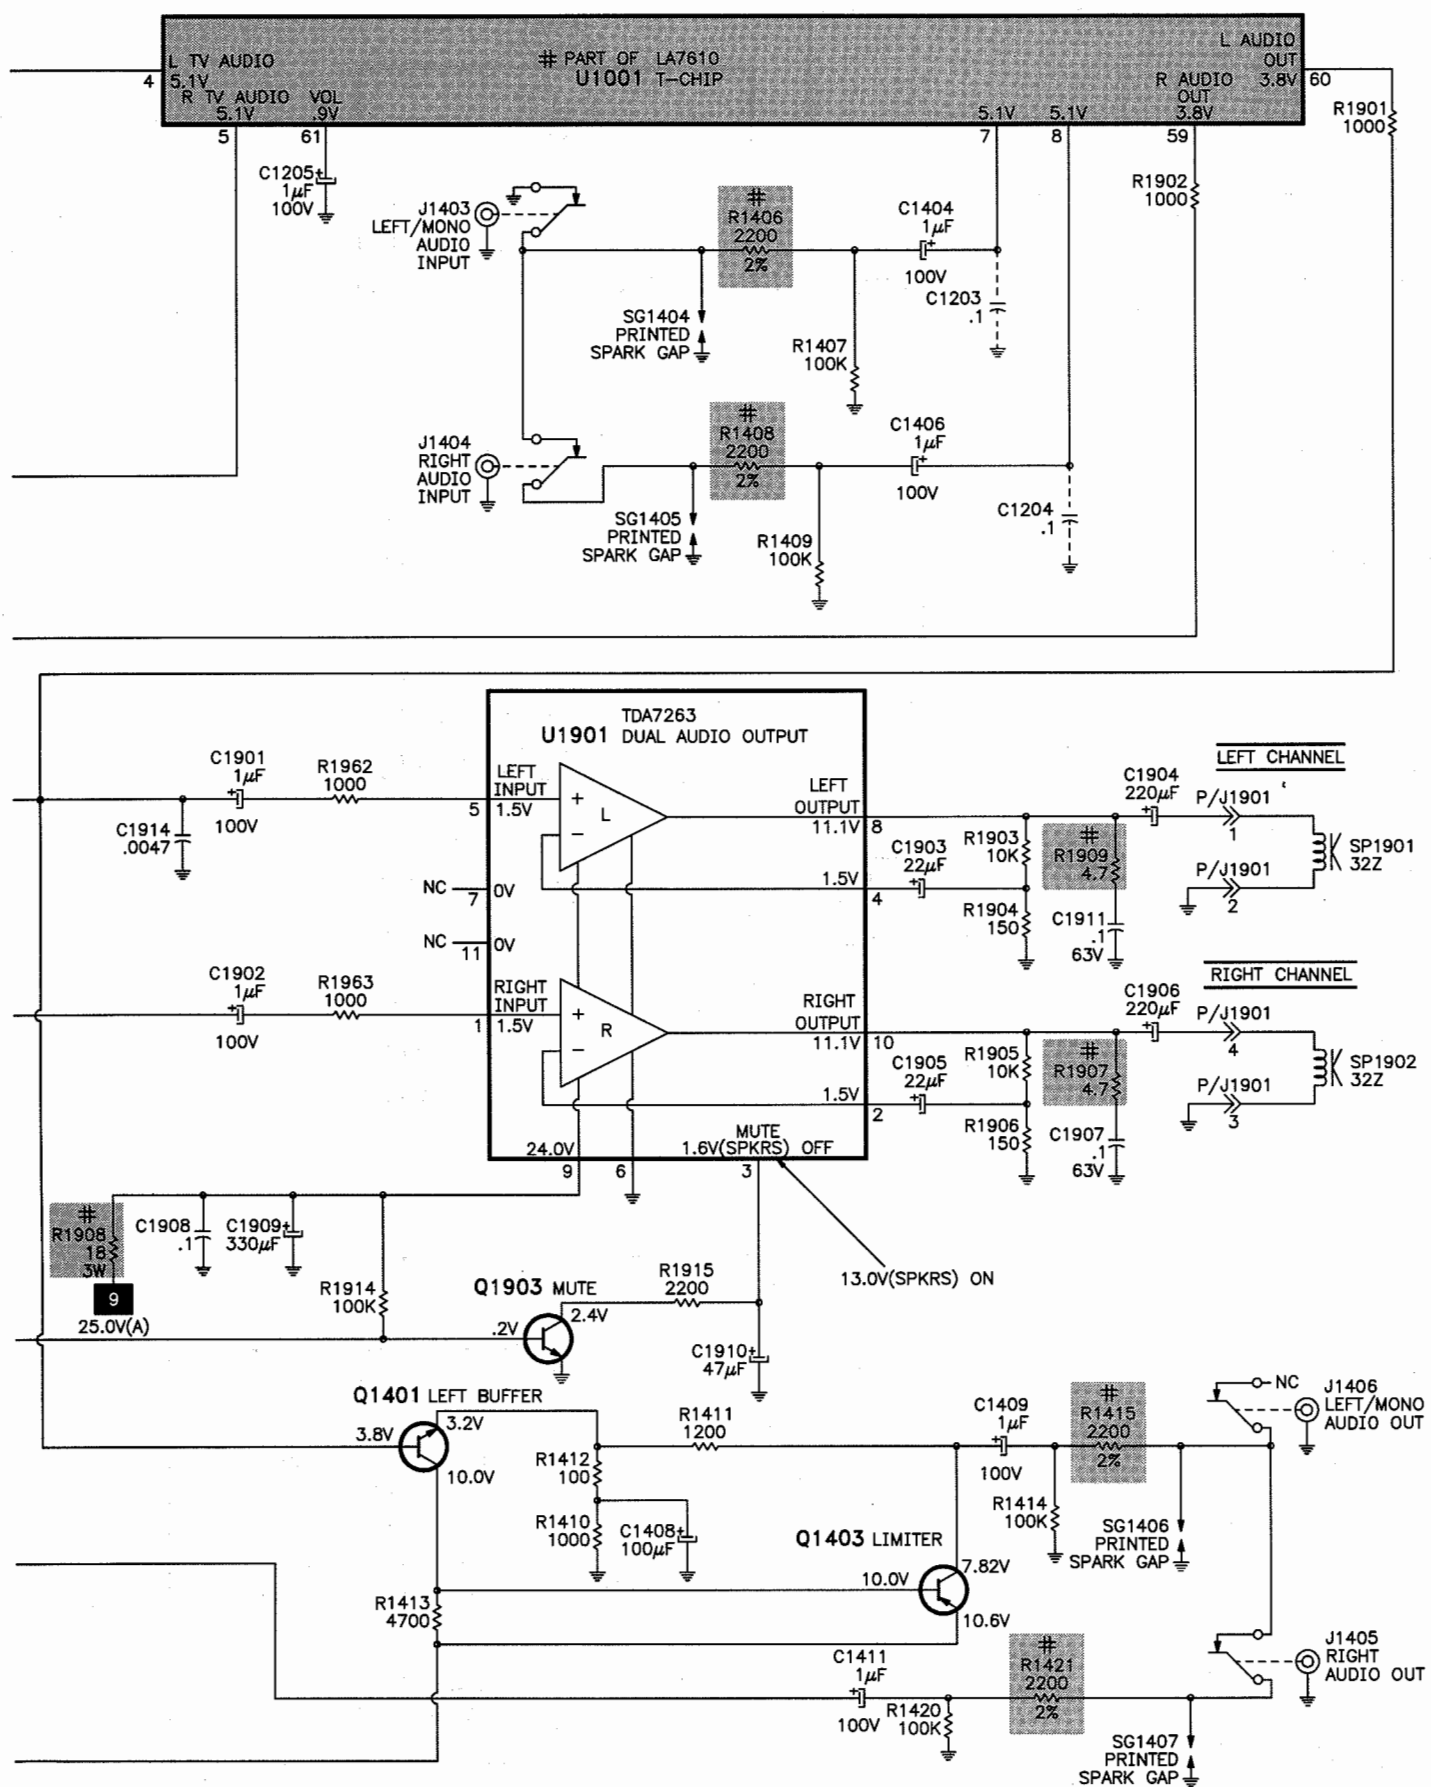 L TV AUDIO
4
5.1V
R TV AUDIO
5.1V
5
VOL
.9V
61
# PART OF LA7610
U1001 T-CHIP
5.1V
7
5.1V
8
L AUDIO
OUT
3.8V
60
R AUDIO
OUT
3.8V
59
R1901
1000
C1205+
1µF
100V
R1902
1000
J1403
LEFT/MONO
AUDIO
INPUT
#
R1406
2200
2%
C1404
1µF
+
100V
C1203
.1
SG1404
PRINTED
SPARK GAP
R1407
100K
J1404
RIGHT
AUDIO
INPUT
#
R1408
2200
2%
C1406
1µF
+
100V
C1204
.1
SG1405
PRINTED
SPARK GAP
R1409
100K
TDA7263
U1901 DUAL AUDIO OUTPUT
C1901
1µF
+
100V
R1962
1000
C1914
.0047
LEFT
INPUT
5
1.5V
+
−
L
LEFT
OUTPUT
11.1V
8
1.5V
4
NC
7
0V
NC
11
0V
C1903
22µF
+
R1903
10K
R1904
150
#
R1909
4.7
C1911
.1
63V
C1904
220µF
+
LEFT CHANNEL
P/J1901
1
P/J1901
2
SP1901
32Z
C1902
1µF
+
100V
R1963
1000
RIGHT
INPUT
1
1.5V
+
−
R
RIGHT
OUTPUT
11.1V
10
1.5V
2
C1905
22µF
+
R1905
10K
R1906
150
#
R1907
4.7
C1907
.1
63V
C1906
220µF
+
RIGHT CHANNEL
P/J1901
4
P/J1901
3
SP1902
32Z
24.0V
9
6
MUTE
1.6V(SPKRS) OFF
3
13.0V(SPKRS) ON
#
R1908
18
3W
9
25.0V(A)
C1908
.1
C1909+
330µF
R1914
100K
Q1903 MUTE
.2V
2.4V
R1915
2200
C1910+
47µF
Q1401 LEFT BUFFER
3.8V
3.2V
10.0V
R1412
100
R1410
1000
C1408+
100µF
R1411
1200
R1413
4700
Q1403 LIMITER
10.0V
7.82V
10.6V
C1409
1µF
+
100V
#
R1415
2200
2%
R1414
100K
SG1406
PRINTED
SPARK GAP
NC
J1406
LEFT/MONO
AUDIO OUT
C1411
1µF
+
100V
R1420
100K
#
R1421
2200
2%
SG1407
PRINTED
SPARK GAP
J1405
RIGHT
AUDIO OUT